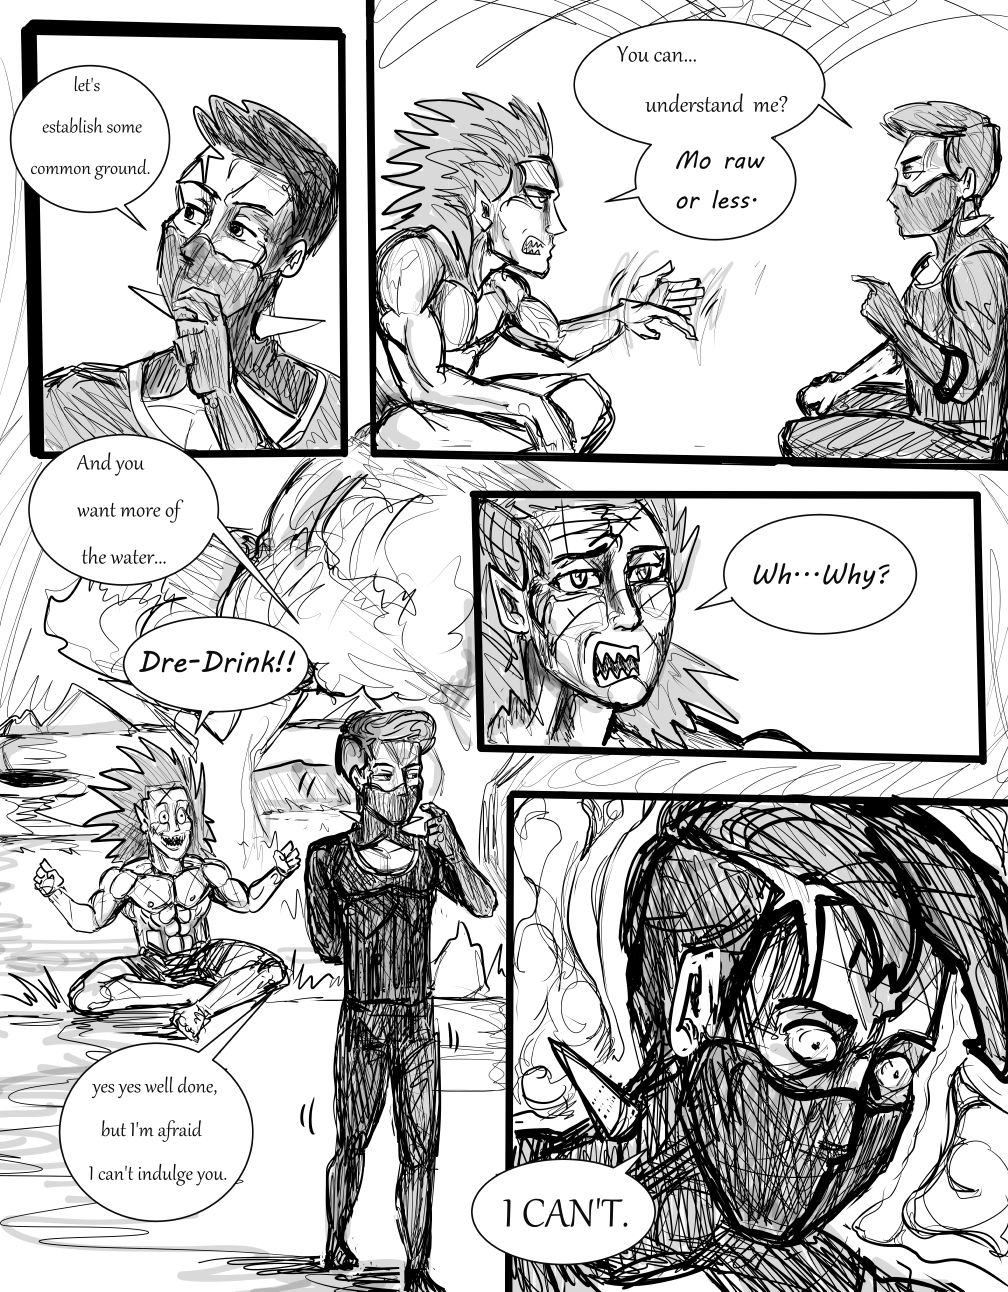 let's
establish some
common ground.
You can...
understand me?
Mo raw
or less.
And you
want more of
the water...
Dre-Drink!!
Wh...Why?
yes yes well done,
but I'm afraid
I can't indulge you.
I CAN'T.